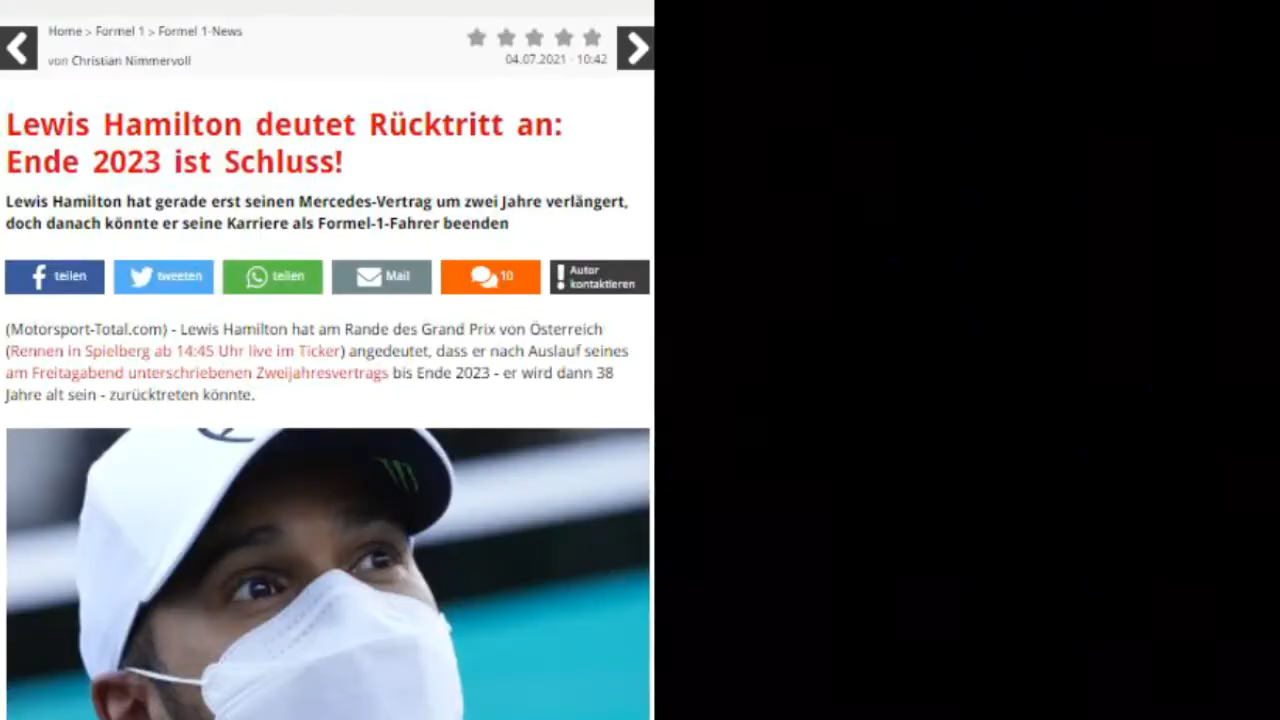 Home > Formel 1 > Formel 1-News
von Christian Nimmervoll
04.07.2021 - 10:42
Lewis Hamilton deutet Rücktritt an:
Ende 2023 ist Schluss!
Lewis Hamilton hat gerade erst seinen Mercedes-Vertrag um zwei Jahre verlängert,
doch danach könnte er seine Karriere als Formel-1-Fahrer beenden
teilen
tweeten
teilen
Mail
10
Autor
kontaktieren
(Motorsport-Total.com) - Lewis Hamilton hat am Rande des Grand Prix von Österreich
(Rennen in Spielberg ab 14:45 Uhr live im Ticker) angedeutet, dass er nach Auslauf seines
am Freitagabend unterschriebenen Zweijahresvertrags bis Ende 2023 - er wird dann 38
Jahre alt sein - zurücktreten könnte.